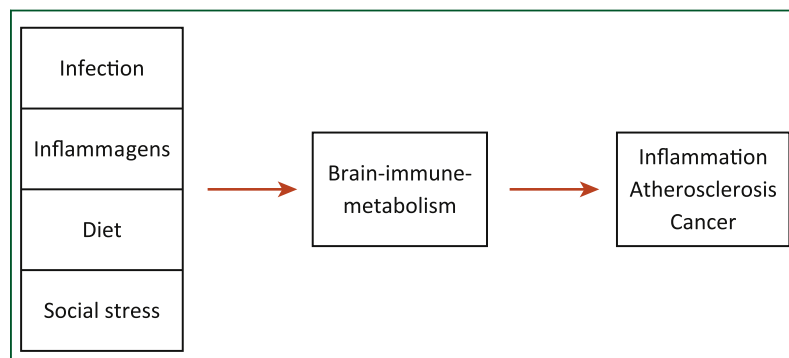 Infection
Inflammagens
Diet
Social stress
Brain-immune-
metabolism
Inflammation
Atherosclerosis
Cancer